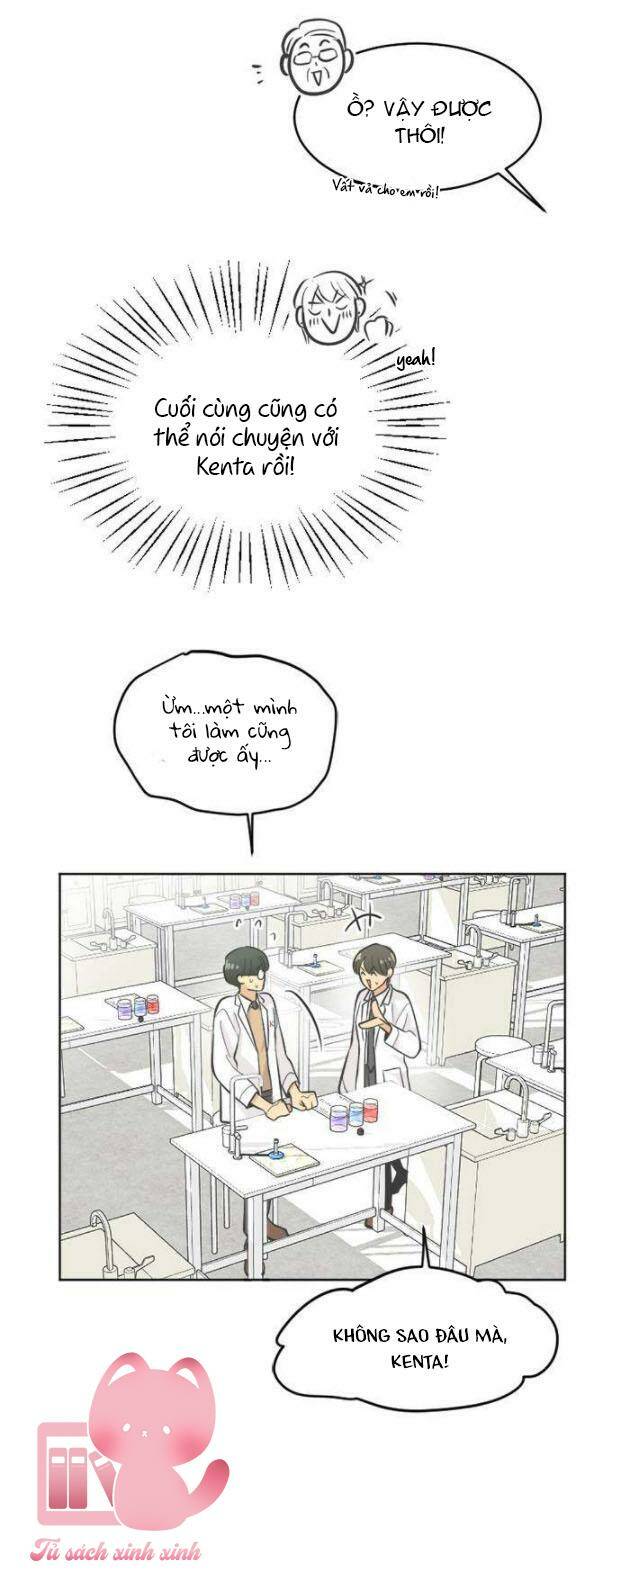 Ồ? VẬY ĐƯỢC
THÔI!
Vất vả cho em rồi!
yeah!
Cuối cùng cũng có
thể nói chuyện với
Kenta rồi!
Ừm...một mình
tôi làm cũng
được ấy...
KHÔNG SAO ĐÂU MÀ,
KENTA!
Tủ sách xinh xinh